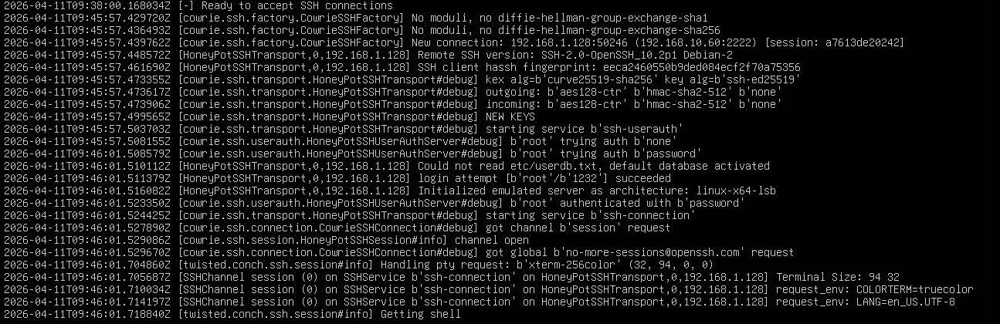 2026-04-11T09:38:00.168034Z [-] Ready to accept SSH connections
2026-04-11T09:45:57.429720Z [cowrie.ssh.factory.CowrieSSHFactory] No moduli, no diffie-hellman-group-exchange-sha1
2026-04-11T09:45:57.436493Z [cowrie.ssh.factory.CowrieSSHFactory] No moduli, no diffie-hellman-group-exchange-sha256
2026-04-11T09:45:57.439762Z [cowrie.ssh.factory.CowrieSSHFactory] New connection: 192.168.1.128:50246 (192.168.10.60:2222) [session: a7613de20242]
2026-04-11T09:45:57.448572Z [HoneyPotSSHTransport,0,192.168.1.128] Remote SSH version: SSH-2.0-OpenSSH_10.2p1 Debian-2
2026-04-11T09:45:57.461690Z [HoneyPotSSHTransport,0,192.168.1.128] SSH client hassh fingerprint: eeca2460550b9ded084ecf2f70a75356
2026-04-11T09:45:57.473355Z [cowrie.ssh.transport.HoneyPotSSHTransport#debug] kex alg=b'curve25519-sha256' key alg=b'ssh-ed25519'
2026-04-11T09:45:57.473617Z [cowrie.ssh.transport.HoneyPotSSHTransport#debug] outgoing: b'aes128-ctr' b'hmac-sha2-512' b'none'
2026-04-11T09:45:57.473906Z [cowrie.ssh.transport.HoneyPotSSHTransport#debug] incoming: b'aes128-ctr' b'hmac-sha2-512' b'none'
2026-04-11T09:45:57.499565Z [cowrie.ssh.transport.HoneyPotSSHTransport#debug] NEW KEYS
2026-04-11T09:45:57.503703Z [cowrie.ssh.transport.HoneyPotSSHTransport#debug] starting service b'ssh-userauth'
2026-04-11T09:45:57.508155Z [cowrie.ssh.userauth.HoneyPotSSHUserAuthServer#debug] b'root' trying auth b'none'
2026-04-11T09:46:01.508579Z [cowrie.ssh.userauth.HoneyPotSSHUserAuthServer#debug] b'root' trying auth b'password'
2026-04-11T09:46:01.510112Z [HoneyPotSSHTransport,0,192.168.1.128] Could not read etc/userdb.txt, default database activated
2026-04-11T09:46:01.511379Z [HoneyPotSSHTransport,0,192.168.1.128] login attempt [b'root'/b'1232'] succeeded
2026-04-11T09:46:01.516082Z [HoneyPotSSHTransport,0,192.168.1.128] Initialized emulated server as architecture: linux-x64-lsb
2026-04-11T09:46:01.523350Z [cowrie.ssh.userauth.HoneyPotSSHUserAuthServer#debug] b'root' authenticated with b'password'
2026-04-11T09:46:01.524425Z [cowrie.ssh.transport.HoneyPotSSHTransport#debug] starting service b'ssh-connection'
2026-04-11T09:46:01.527890Z [cowrie.ssh.connection.CowrieSSHConnection#debug] got channel b'session' request
2026-04-11T09:46:01.529086Z [cowrie.ssh.session.HoneyPotSSHSession#info] channel open
2026-04-11T09:46:01.529670Z [cowrie.ssh.connection.CowrieSSHConnection#debug] got global b'no-more-sessions@openssh.com' request
2026-04-11T09:46:01.704860Z [twisted.conch.ssh.session#info] Handling pty request: b'xterm-256color' (32, 94, 0, 0)
2026-04-11T09:46:01.705687Z [SSHChannel session (0) on SSHService b'ssh-connection' on HoneyPotSSHTransport,0,192.168.1.128] Terminal Size: 94 32
2026-04-11T09:46:01.710034Z [SSHChannel session (0) on SSHService b'ssh-connection' on HoneyPotSSHTransport,0,192.168.1.128] request_env: COLORTERM=truecolor
2026-04-11T09:46:01.714197Z [SSHChannel session (0) on SSHService b'ssh-connection' on HoneyPotSSHTransport,0,192.168.1.128] request_env: LANG=en_US.UTF-8
2026-04-11T09:46:01.718840Z [twisted.conch.ssh.session#info] Getting shell